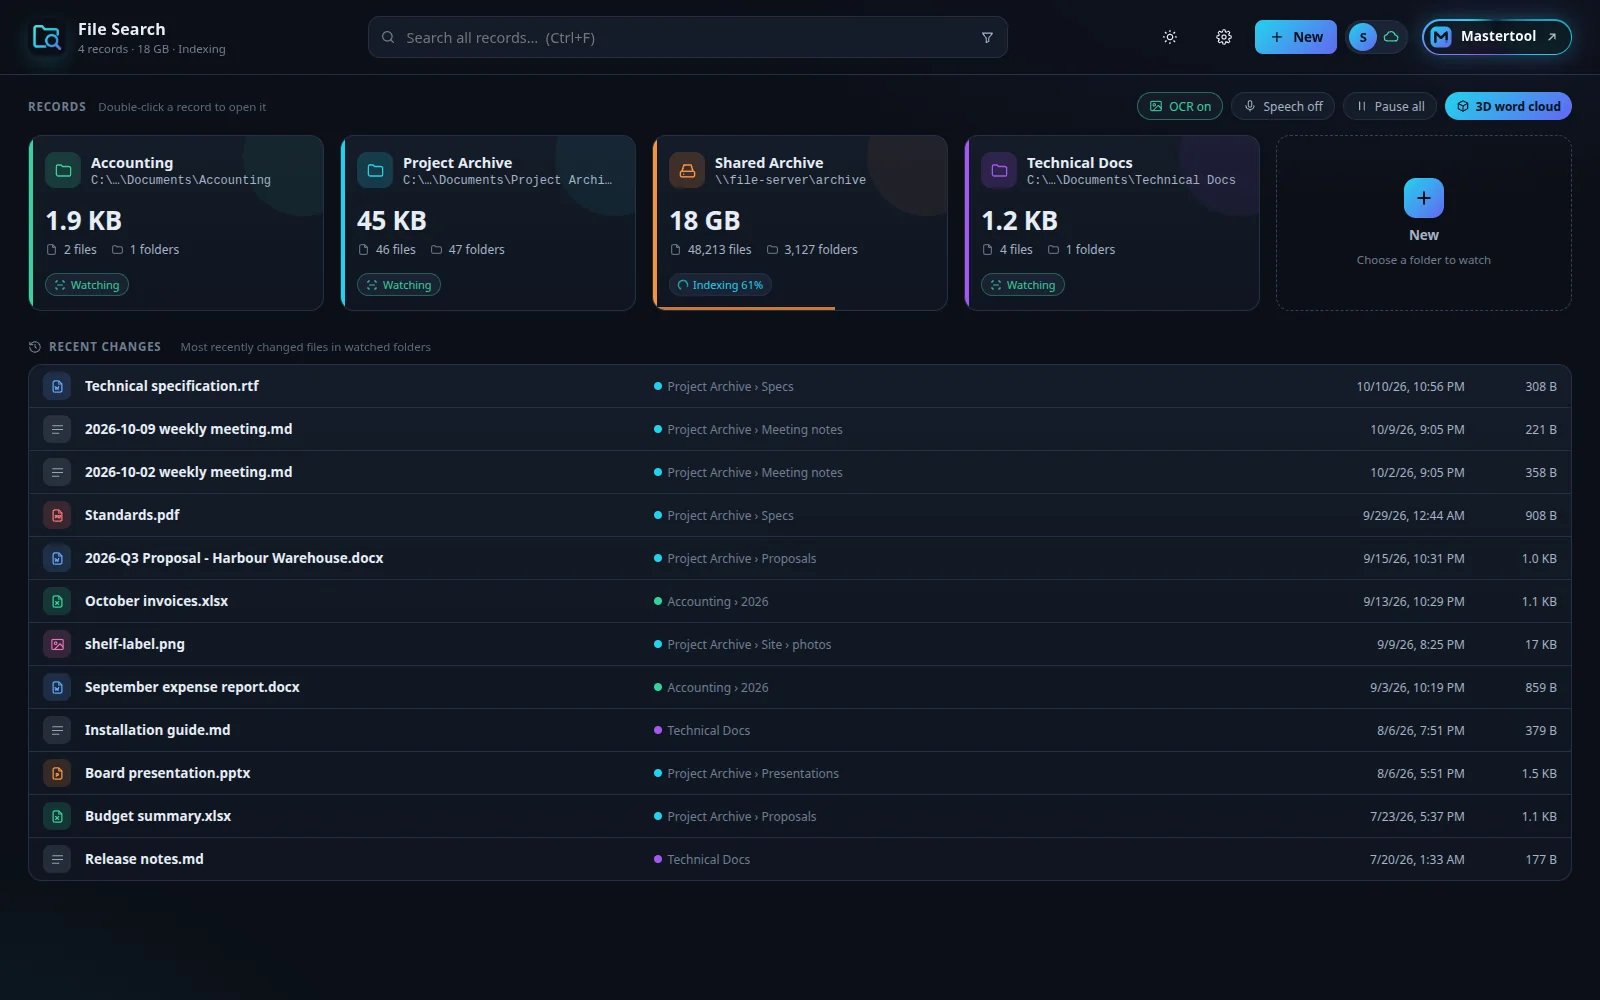 File Search
4 records · 18 GB · Indexing
Search all records... (Ctrl+F)
New
S
Mastertool
RECORDS Double-click a record to open it
OCR on
Speech off
Pause all
3D word cloud
Accounting
C:\…\Documents\Accounting
1.9 KB
2 files 1 folders
Watching
Project Archive
C:\…\Documents\Project Archi…
45 KB
46 files 47 folders
Watching
Shared Archive
\\file-server\archive
18 GB
48,213 files 3,127 folders
Indexing 61%
Technical Docs
C:\…\Documents\Technical Docs
1.2 KB
4 files 1 folders
Watching
New
Choose a folder to watch
RECENT CHANGES Most recently changed files in watched folders
Technical specification.rtf Project Archive › Specs 10/10/26, 10:56 PM 308 B
2026-10-09 weekly meeting.md Project Archive › Meeting notes 10/9/26, 9:05 PM 221 B
2026-10-02 weekly meeting.md Project Archive › Meeting notes 10/2/26, 9:05 PM 358 B
Standards.pdf Project Archive › Specs 9/29/26, 12:44 AM 908 B
2026-Q3 Proposal - Harbour Warehouse.docx Project Archive › Proposals 9/15/26, 10:31 PM 1.0 KB
October invoices.xlsx Accounting › 2026 9/13/26, 10:29 PM 1.1 KB
shelf-label.png Project Archive › Site › photos 9/9/26, 8:25 PM 17 KB
September expense report.docx Accounting › 2026 9/3/26, 10:19 PM 859 B
Installation guide.md Technical Docs 8/6/26, 7:51 PM 379 B
Board presentation.pptx Project Archive › Presentations 8/6/26, 5:51 PM 1.5 KB
Budget summary.xlsx Project Archive › Proposals 7/23/26, 5:37 PM 1.1 KB
Release notes.md Technical Docs 7/20/26, 1:33 AM 177 B